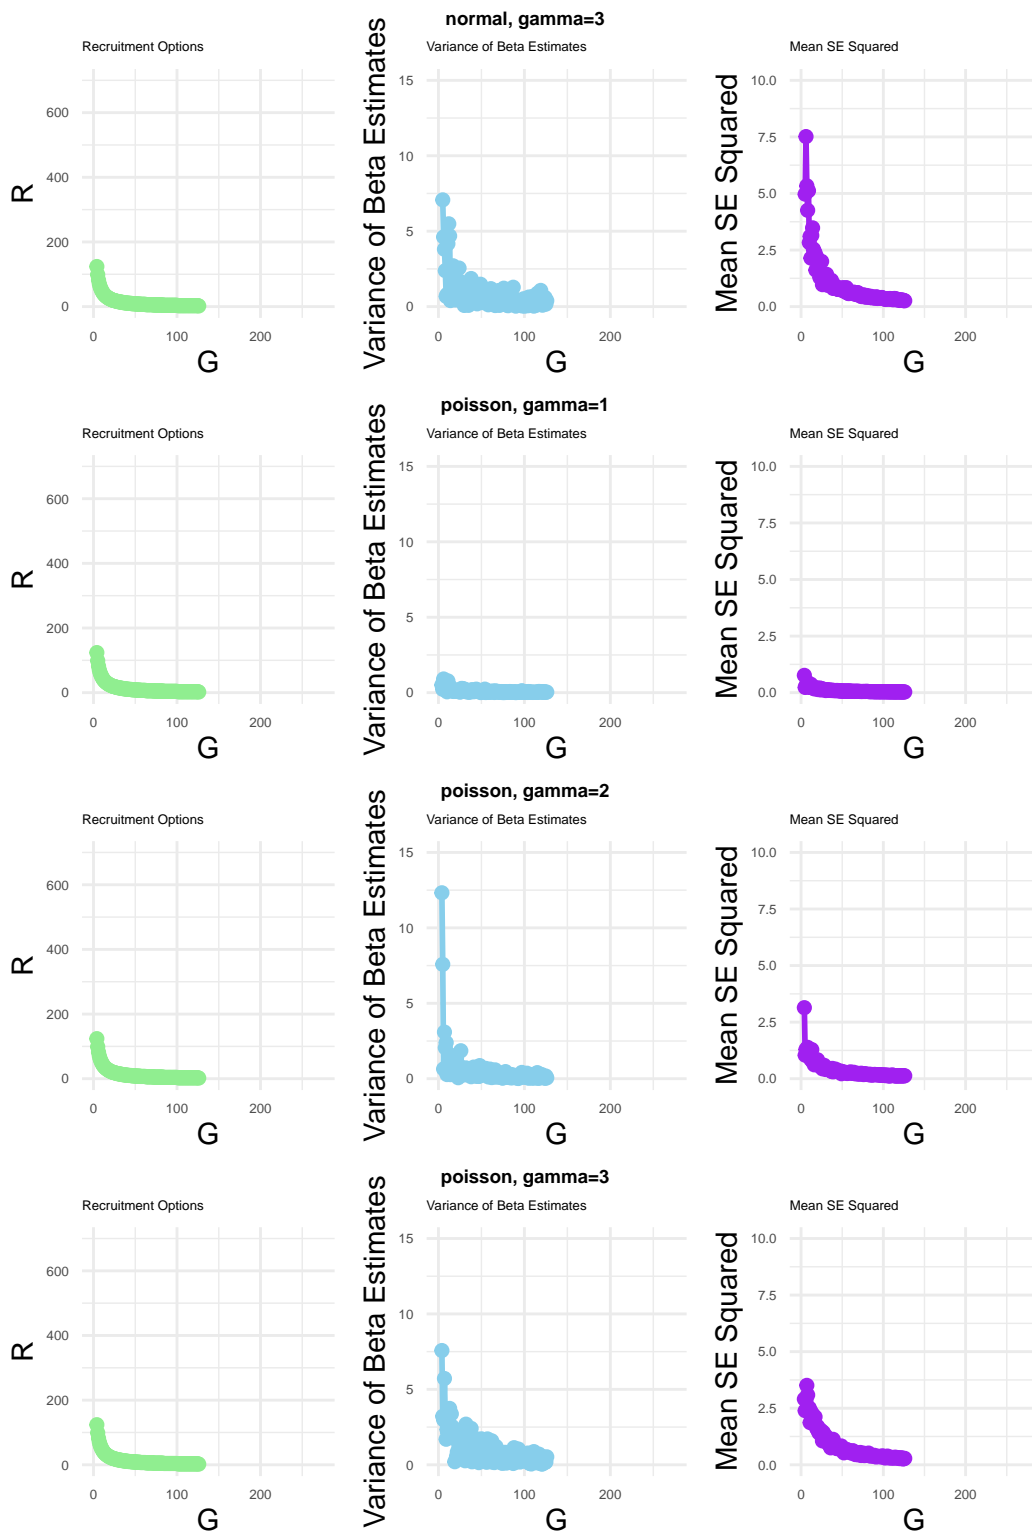 normal, gamma=3
Recruitment Options
R
600
400
200
0
0 100 200
G
Variance of Beta Estimates
Variance of Beta Estimates
15
10
5
0
0 100 200
G
Mean SE Squared
Mean SE Squared
10.0
7.5
5.0
2.5
0.0
0 100 200
G
poisson, gamma=1
Recruitment Options
R
600
400
200
0
0 100 200
G
Variance of Beta Estimates
Variance of Beta Estimates
15
10
5
0
0 100 200
G
Mean SE Squared
Mean SE Squared
10.0
7.5
5.0
2.5
0.0
0 100 200
G
poisson, gamma=2
Recruitment Options
R
600
400
200
0
0 100 200
G
Variance of Beta Estimates
Variance of Beta Estimates
15
10
5
0
0 100 200
G
Mean SE Squared
Mean SE Squared
10.0
7.5
5.0
2.5
0.0
0 100 200
G
poisson, gamma=3
Recruitment Options
R
600
400
200
0
0 100 200
G
Variance of Beta Estimates
Variance of Beta Estimates
15
10
5
0
0 100 200
G
Mean SE Squared
Mean SE Squared
10.0
7.5
5.0
2.5
0.0
0 100 200
G